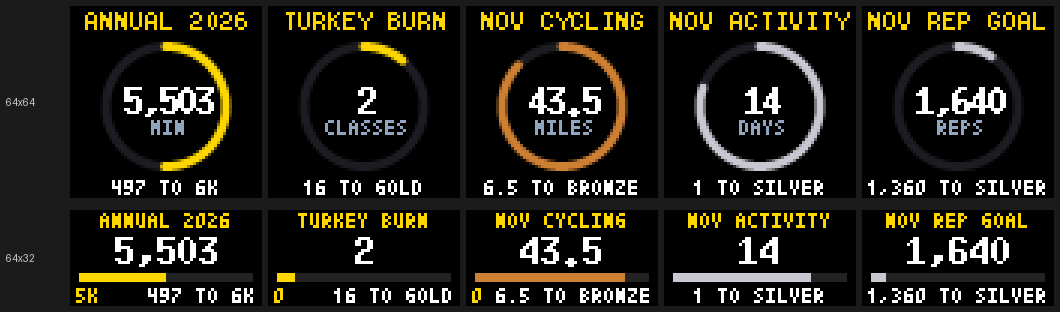 ANNUAL 2026
TURKEY BURN
NOV CYCLING
NOV ACTIVITY
NOV REP GOAL
64x64
5,503
MIN
2
CLASSES
43.5
MILES
14
DAYS
1,640
REPS
497 TO 6K
16 TO GOLD
6.5 TO BRONZE
1 TO SILVER
1,360 TO SILVER
64x32
ANNUAL 2026
TURKEY BURN
NOV CYCLING
NOV ACTIVITY
NOV REP GOAL
5,503
2
43.5
14
1,640
5K 497 TO 6K
0 16 TO GOLD
0 6.5 TO BRONZE
1 TO SILVER
1,360 TO SILVER